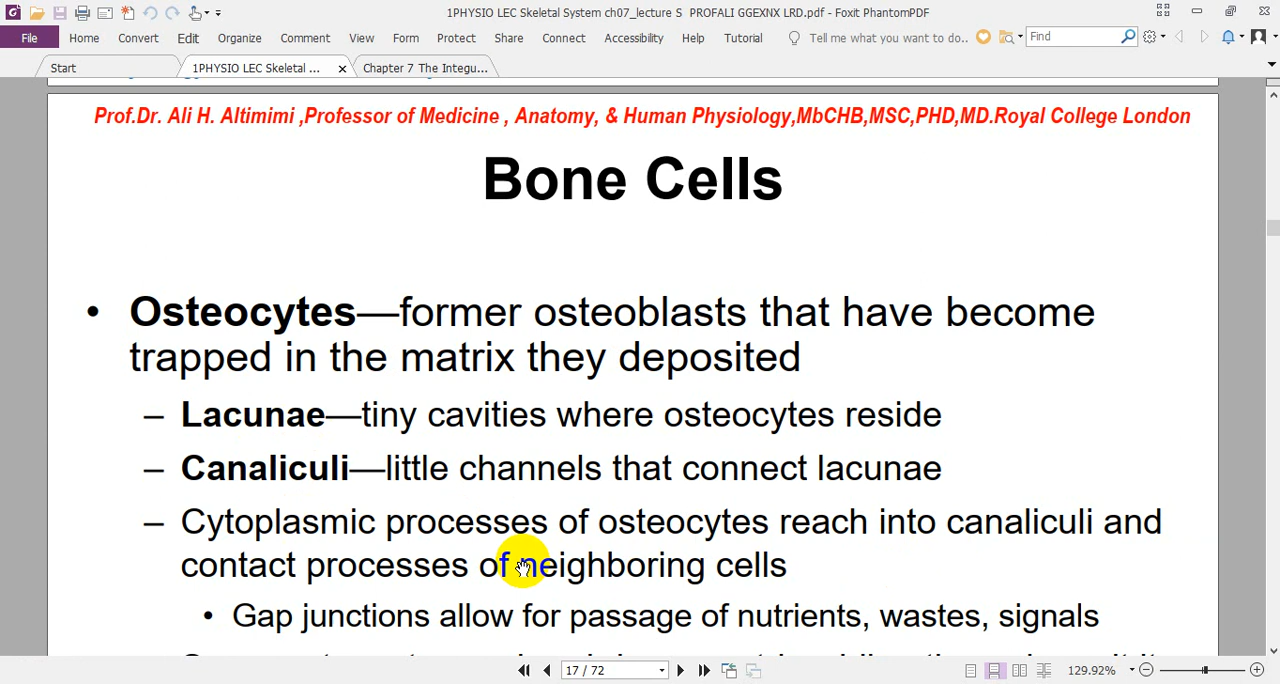 1PHYSIO LEC Skeletal System ch07_lecture S PROFALI GGEXNX LRD.pdf - Foxit PhantomPDF
File Home Convert Edit Organize Comment View Form Protect Share Connect Accessibility Help Tutorial Tell me what you want to do.. Find
Start 1PHYSIO LEC Skeletal ... Chapter 7 The Integu...
Prof.Dr. Ali H. Altimimi ,Professor of Medicine , Anatomy, & Human Physiology,MbCHB,MSC,PHD,MD.Royal College London
Bone Cells
• Osteocytes—former osteoblasts that have become
trapped in the matrix they deposited
– Lacunae—tiny cavities where osteocytes reside
– Canaliculi—little channels that connect lacunae
– Cytoplasmic processes of osteocytes reach into canaliculi and
contact processes of neighboring cells
• Gap junctions allow for passage of nutrients, wastes, signals
17 / 72 129.92%